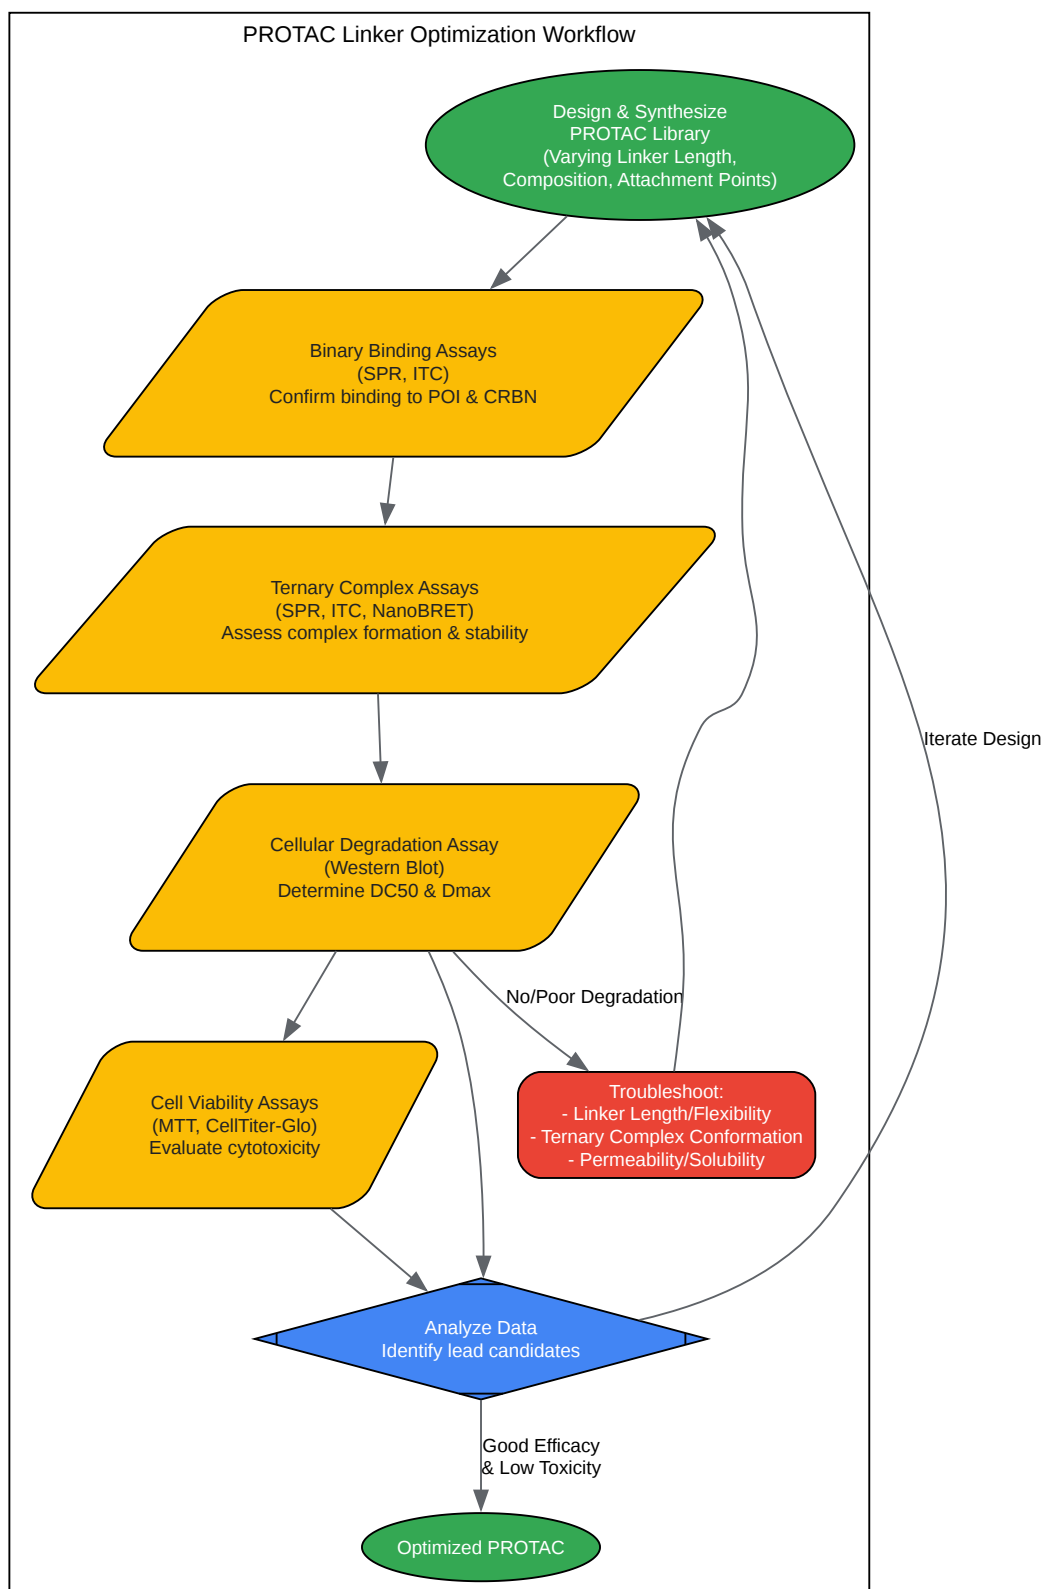 PROTAC Linker Optimization Workflow
Design & Synthesize
PROTAC Library
(Varying Linker Length,
Composition, Attachment Points)
Binary Binding Assays
(SPR, ITC)
Confirm binding to POI & CRBN
Ternary Complex Assays
(SPR, ITC, NanoBRET)
Assess complex formation & stability
Iterate Design
Cellular Degradation Assay
(Western Blot)
Determine DC50 & Dmax
No/Poor Degradation
Cell Viability Assays
(MTT, CellTiter-Glo)
Evaluate cytotoxicity
Troubleshoot:
- Linker Length/Flexibility
- Ternary Complex Conformation
- Permeability/Solubility
Analyze Data
Identify lead candidates
Good Efficacy
& Low Toxicity
Optimized PROTAC